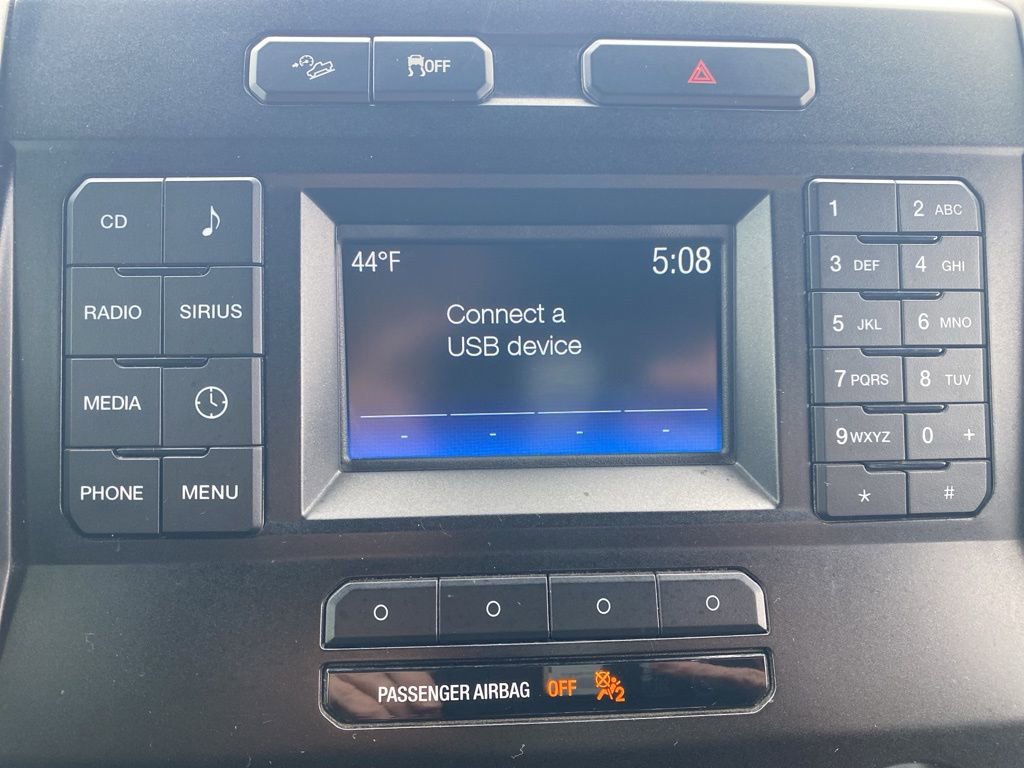 OFF
CD
RADIO SIRIUS
MEDIA
PHONE MENU
44°F 5:08
Connect a
USB device
- - - -
1 2 ABC
3 DEF 4 GHI
5 JKL 6 MNO
7 PQRS 8 TUV
9 WXYZ 0 +
* #
PASSENGER AIRBAG OFF 2